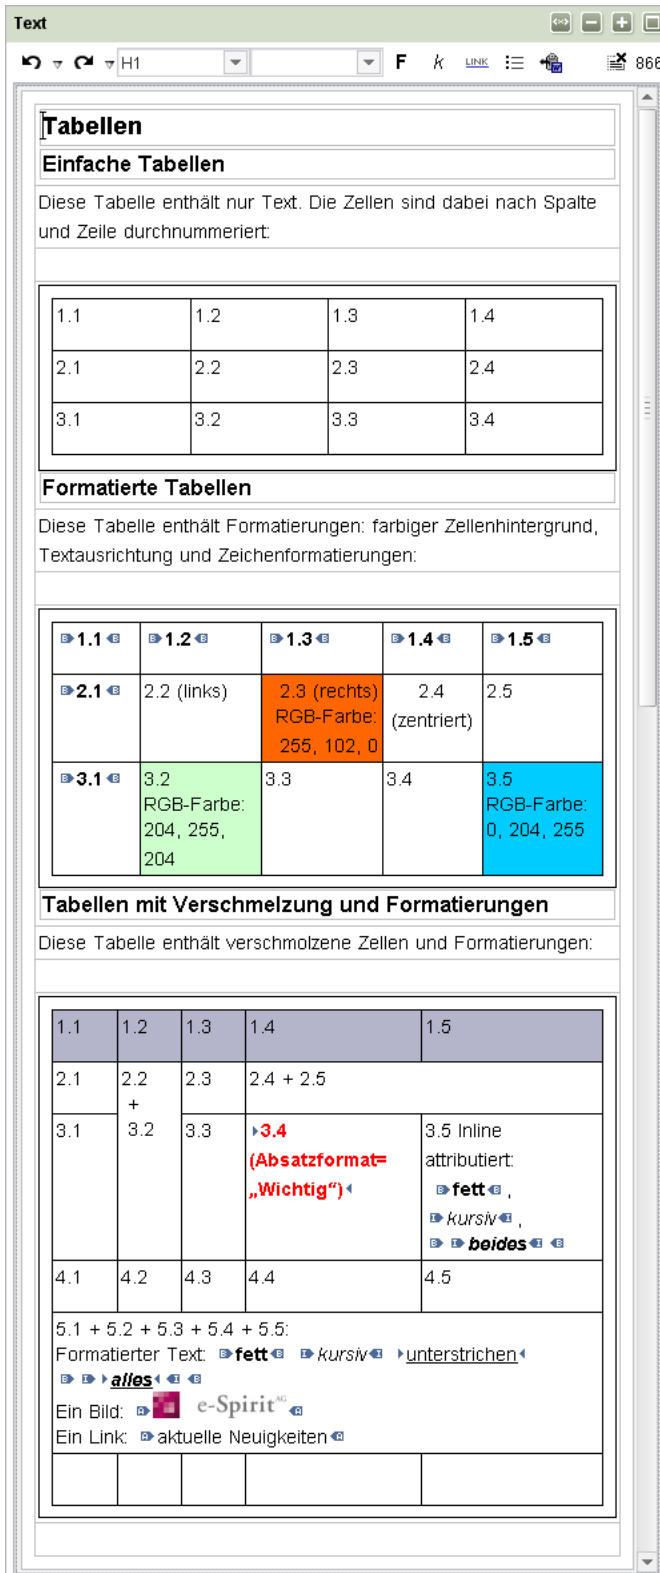 Text
H1 F k LINK 866
Tabellen
Einfache Tabellen
Diese Tabelle enthält nur Text. Die Zellen sind dabei nach Spalte
und Zeile durchnummeriert:
1.1 1.2 1.3 1.4
2.1 2.2 2.3 2.4
3.1 3.2 3.3 3.4
Formatierte Tabellen
Diese Tabelle enthält Formatierungen: farbiger Zellenhintergrund,
Textausrichtung und Zeichenformatierungen:
B 1.1 B B 1.2 B B 1.3 B B 1.4 B B 1.5 B
B 2.1 B 2.2 (links) 2.3 (rechts) 2.4 2.5
RGB-Farbe: (zentriert)
255, 102, 0
B 3.1 B 3.2 3.3 3.4 3.5
RGB-Farbe: RGB-Farbe:
204, 255, 0, 204, 255
204
Tabellen mit Verschmelzung und Formatierungen
Diese Tabelle enthält verschmolzene Zellen und Formatierungen:
1.1 1.2 1.3 1.4 1.5
2.1 2.2 2.3 2.4 + 2.5
+
3.1 3.2 3.3 3.4 3.5 Inline
(Absatzformat= attributiert:
„Wichtig“) B fett B ,
I kursiv I ,
B I beides I B
4.1 4.2 4.3 4.4 4.5
5.1 + 5.2 + 5.3 + 5.4 + 5.5:
Formatierter Text: B fett B I kursiv I unterstrichen
B I alles I B
Ein Bild: A e-Spirit AG A
Ein Link: A aktuelle Neuigkeiten A